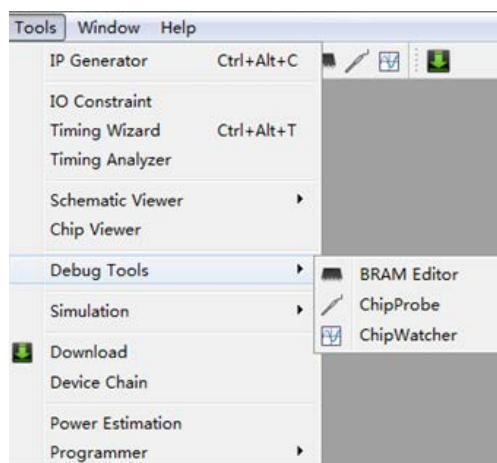 Tools Window Help
IP Generator Ctrl+Alt+C
IO Constraint
Timing Wizard Ctrl+Alt+T
Timing Analyzer
Schematic Viewer
Chip Viewer
Debug Tools
BRAM Editor
ChipProbe
ChipWatcher
Simulation
Download
Device Chain
Power Estimation
Programmer